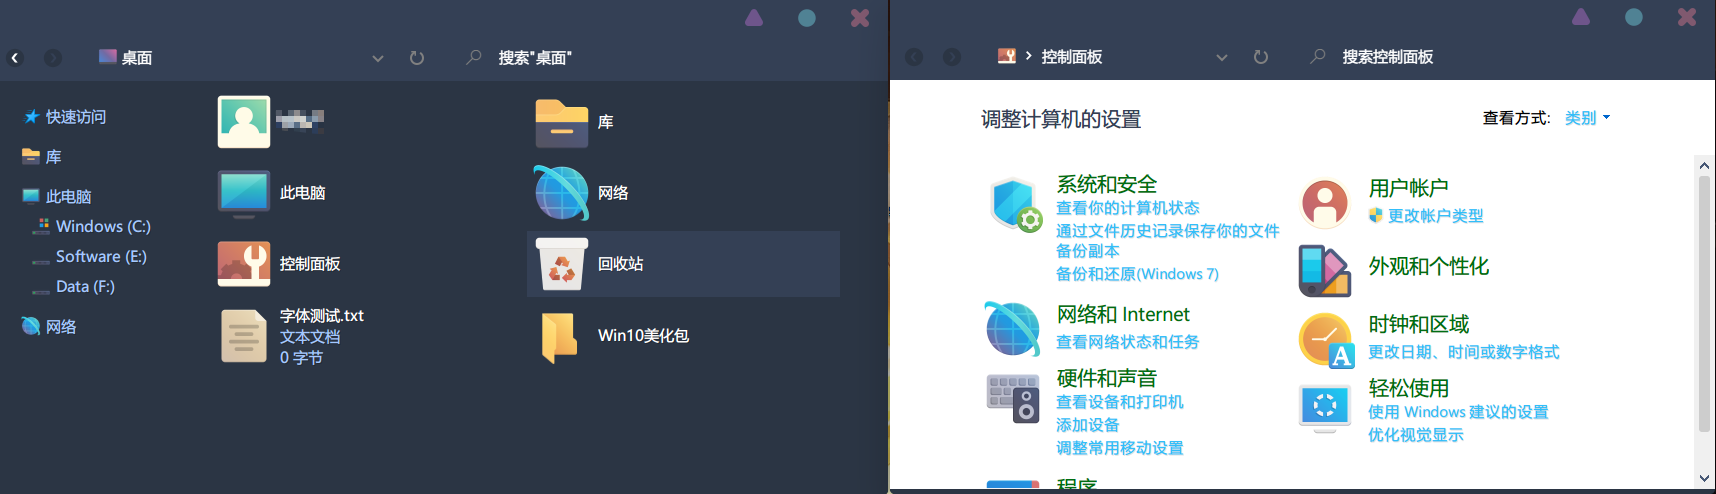 桌面
搜索"桌面"
快速访问
库
此电脑
Windows (C:)
Software (E:)
Data (F:)
网络
此电脑
控制面板
字体测试.txt
文本文档
0 字节
库
网络
回收站
Win10美化包
控制面板
搜索控制面板
调整计算机的设置
查看方式: 类别
系统和安全
查看你的计算机状态
通过文件历史记录保存你的文件
备份副本
备份和还原(Windows 7)
网络和 Internet
查看网络状态和任务
硬件和声音
查看设备和打印机
添加设备
调整常用移动设置
程序
用户帐户
更改帐户类型
外观和个性化
时钟和区域
更改日期、时间或数字格式
轻松使用
使用 Windows 建议的设置
优化视觉显示